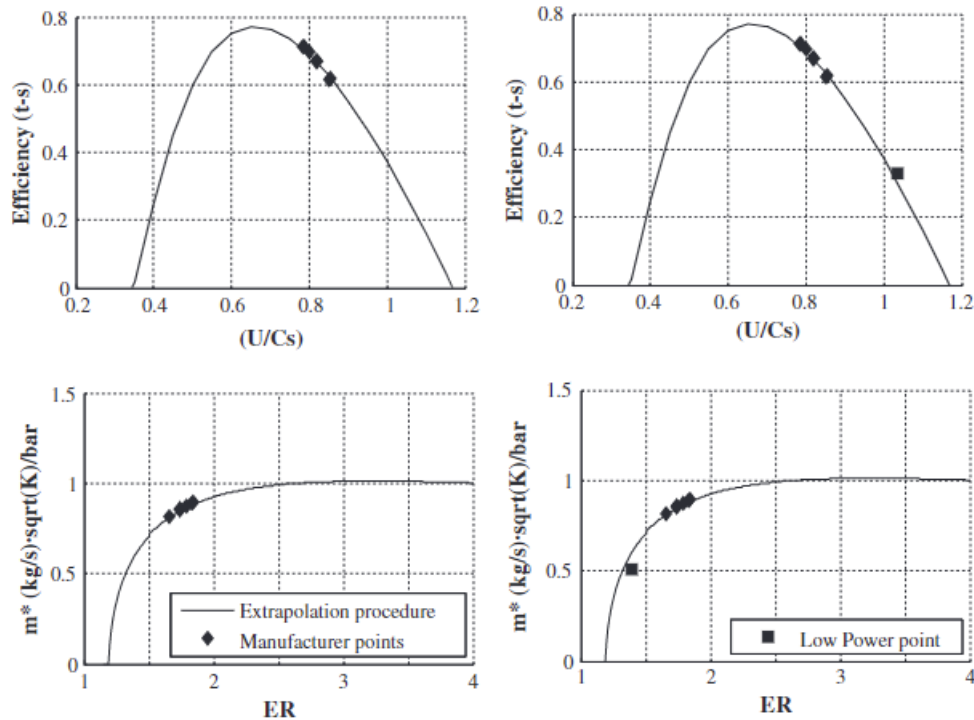 0.8
0.6
0.4
0.2
0
Efficiency (t-s)
0.2 0.4 0.6 0.8 1 1.2
(U/Cs)
0.8
0.6
0.4
0.2
0
Efficiency (t-s)
0.2 0.4 0.6 0.8 1 1.2
(U/Cs)
1.5
1
0.5
0
m* (kg/s)·sqrt(K)/bar
Extrapolation procedure
Manufacturer points
1 2 3 4
ER
1.5
1
0.5
0
m* (kg/s)·sqrt(K)/bar
Low Power point
1 2 3 4
ER